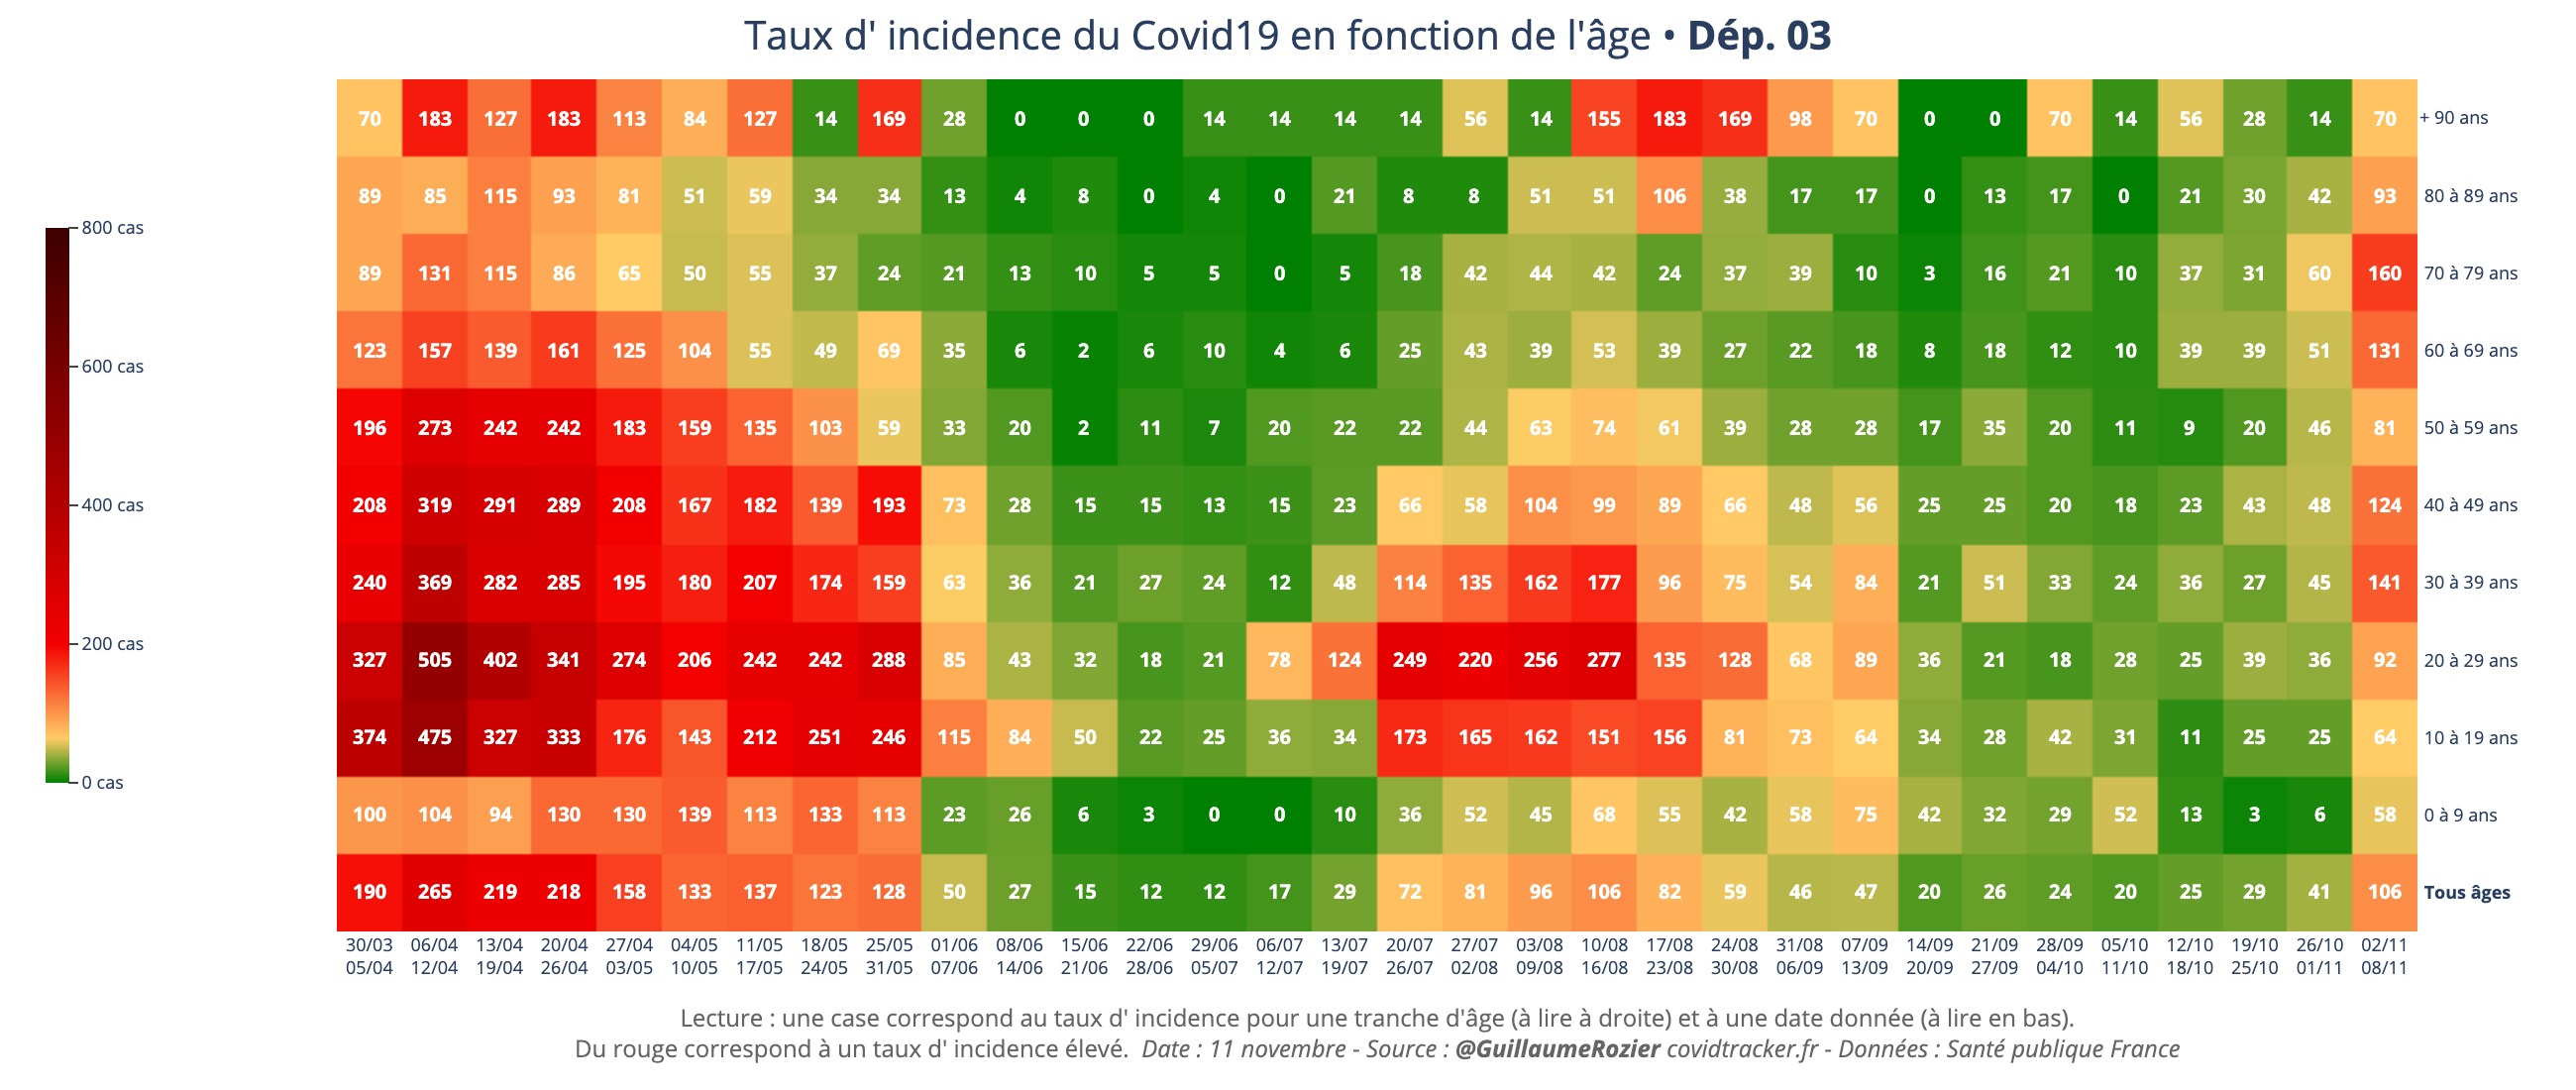 Taux d' incidence du Covid19 en fonction de l'âge • Dép. 03
800 cas
600 cas
400 cas
200 cas
0 cas
70 183 127 183 113 84 127 14 169 28 0 0 0 14 14 14 14 56 14 155 183 169 98 70 0 0 70 14 56 28 14 70 + 90 ans
89 85 115 93 81 51 59 34 34 13 4 8 0 4 0 21 8 8 51 51 106 38 17 17 0 13 17 0 21 30 42 93 80 à 89 ans
89 131 115 86 65 50 55 37 24 21 13 10 5 5 0 5 18 42 44 42 24 37 39 10 3 16 21 10 37 31 60 160 70 à 79 ans
123 157 139 161 125 104 55 49 69 35 6 2 6 10 4 6 25 43 39 53 39 27 22 18 8 18 12 10 39 39 51 131 60 à 69 ans
196 273 242 242 183 159 135 103 59 33 20 2 11 7 20 22 22 44 63 74 61 39 28 28 17 35 20 11 9 20 46 81 50 à 59 ans
208 319 291 289 208 167 182 139 193 73 28 15 15 13 15 23 66 58 104 99 89 66 48 56 25 25 20 18 23 43 48 124 40 à 49 ans
240 369 282 285 195 180 207 174 159 63 36 21 27 24 12 48 114 135 162 177 96 75 54 84 21 51 33 24 36 27 45 141 30 à 39 ans
327 505 402 341 274 206 242 242 288 85 43 32 18 21 78 124 249 220 256 277 135 128 68 89 36 21 18 28 25 39 36 92 20 à 29 ans
374 475 327 333 176 143 212 251 246 115 84 50 22 25 36 34 173 165 162 151 156 81 73 64 34 28 42 31 11 25 25 64 10 à 19 ans
100 104 94 130 130 139 113 133 113 23 26 6 3 0 0 10 36 52 45 68 55 42 58 75 42 32 29 52 13 3 6 58 0 à 9 ans
190 265 219 218 158 133 137 123 128 50 27 15 12 12 17 29 72 81 96 106 82 59 46 47 20 26 24 20 25 29 41 106 Tous âges
30/03 06/04 13/04 20/04 27/04 04/05 11/05 18/05 25/05 01/06 08/06 15/06 22/06 29/06 06/07 13/07 20/07 27/07 03/08 10/08 17/08 24/08 31/08 07/09 14/09 21/09 28/09 05/10 12/10 19/10 26/10 02/11
05/04 12/04 19/04 26/04 03/05 10/05 17/05 24/05 31/05 07/06 14/06 21/06 28/06 05/07 12/07 19/07 26/07 02/08 09/08 16/08 23/08 30/08 06/09 13/09 20/09 27/09 04/10 11/10 18/10 25/10 01/11 08/11
Lecture : une case correspond au taux d' incidence pour une tranche d'âge (à lire à droite) et à une date donnée (à lire en bas).
Du rouge correspond à un taux d' incidence élevé. Date : 11 novembre - Source : @GuillaumeRozier covidtracker.fr - Données : Santé publique France